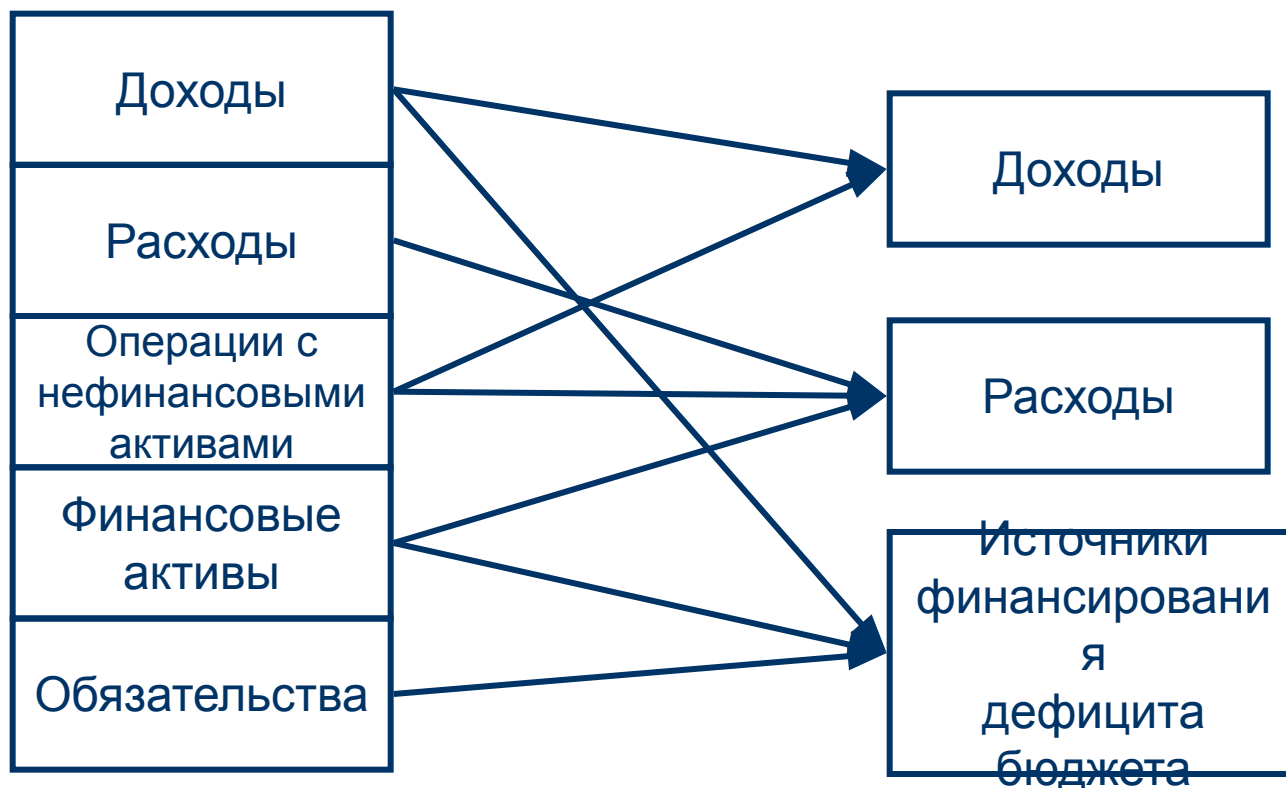 Доходы
Расходы
Операции с
нефинансовыми
активами
Финансовые
активы
Обязательства
Доходы
Расходы
Источники
финансировани
я
дефицита
бюджета